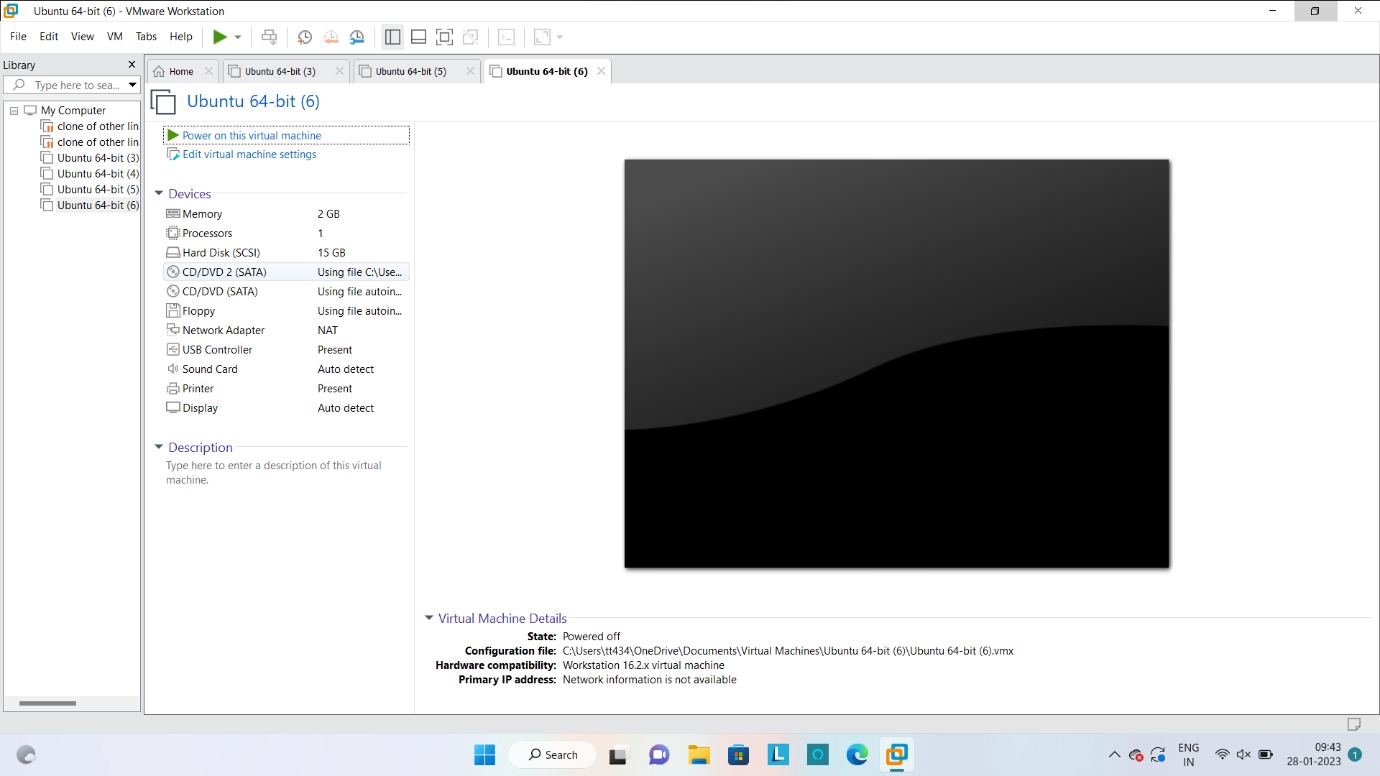 Ubuntu 64-bit (6) - VMware Workstation
File Edit View VM Tabs Help
Library
Type here to sea...
My Computer
clone of other lin
clone of other lin
Ubuntu 64-bit (3)
Ubuntu 64-bit (4)
Ubuntu 64-bit (5)
Ubuntu 64-bit (6)
Home Ubuntu 64-bit (3) Ubuntu 64-bit (5) Ubuntu 64-bit (6)
Ubuntu 64-bit (6)
Power on this virtual machine
Edit virtual machine settings
Devices
Memory 2 GB
Processors 1
Hard Disk (SCSI) 15 GB
CD/DVD 2 (SATA) Using file C:\Use...
CD/DVD (SATA) Using file autoin...
Floppy Using file autoin...
Network Adapter NAT
USB Controller Present
Sound Card Auto detect
Printer Present
Display Auto detect
Description
Type here to enter a description of this virtual
machine.
Virtual Machine Details
State: Powered off
Configuration file: C:\Users\tt434\OneDrive\Documents\Virtual Machines\Ubuntu 64-bit (6)\Ubuntu 64-bit (6).vmx
Hardware compatibility: Workstation 16.2.x virtual machine
Primary IP address: Network information is not available
Search
L
ENG
IN
09:43
28-01-2023
1